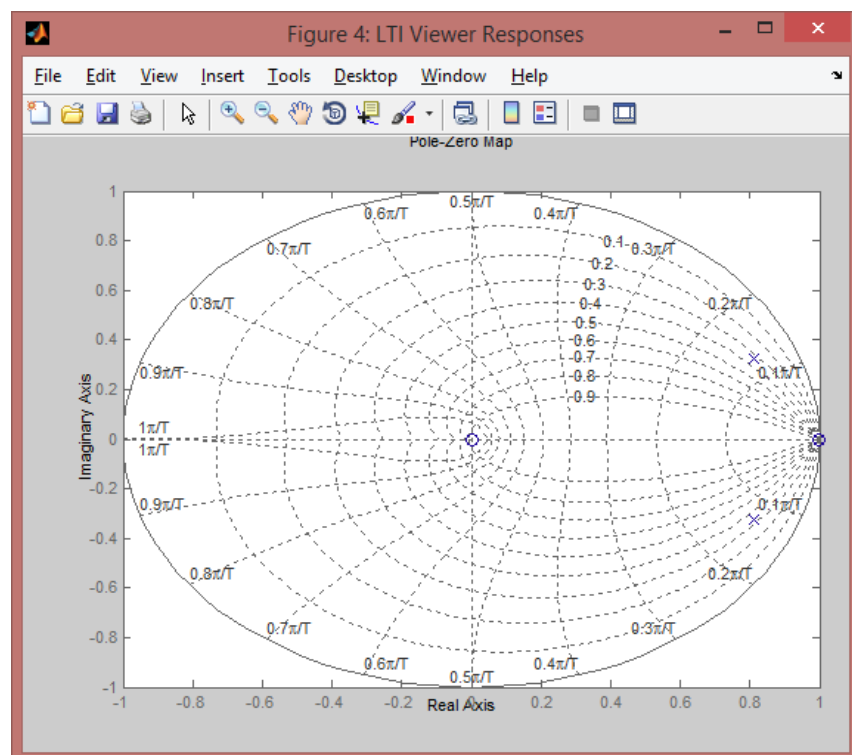 Figure 4: LTI Viewer Responses
File Edit View Insert Tools Desktop Window Help
Pole-Zero Map
1
0.5π/T
0.6π/T 0.4π/T
0.8
0.7π/T 0.1 0.3π/T
0.2
0.6
0.3
0.8π/T 0.4 0.2π/T
0.4
0.5
0.6
0.7
0.9π/T 0.8 0.1π/T
0.2
0.9
1π/T
0
1π/T
-0.2
0.9π/T 0.1π/T
-0.4
0.8π/T 0.2π/T
-0.6
0.7π/T 0.3π/T
-0.8
0.6π/T 0.4π/T
0.5π/T
-1
-1 -0.8 -0.6 -0.4 -0.2 0 0.2 0.4 0.6 0.8 1
Real Axis
Imaginary Axis